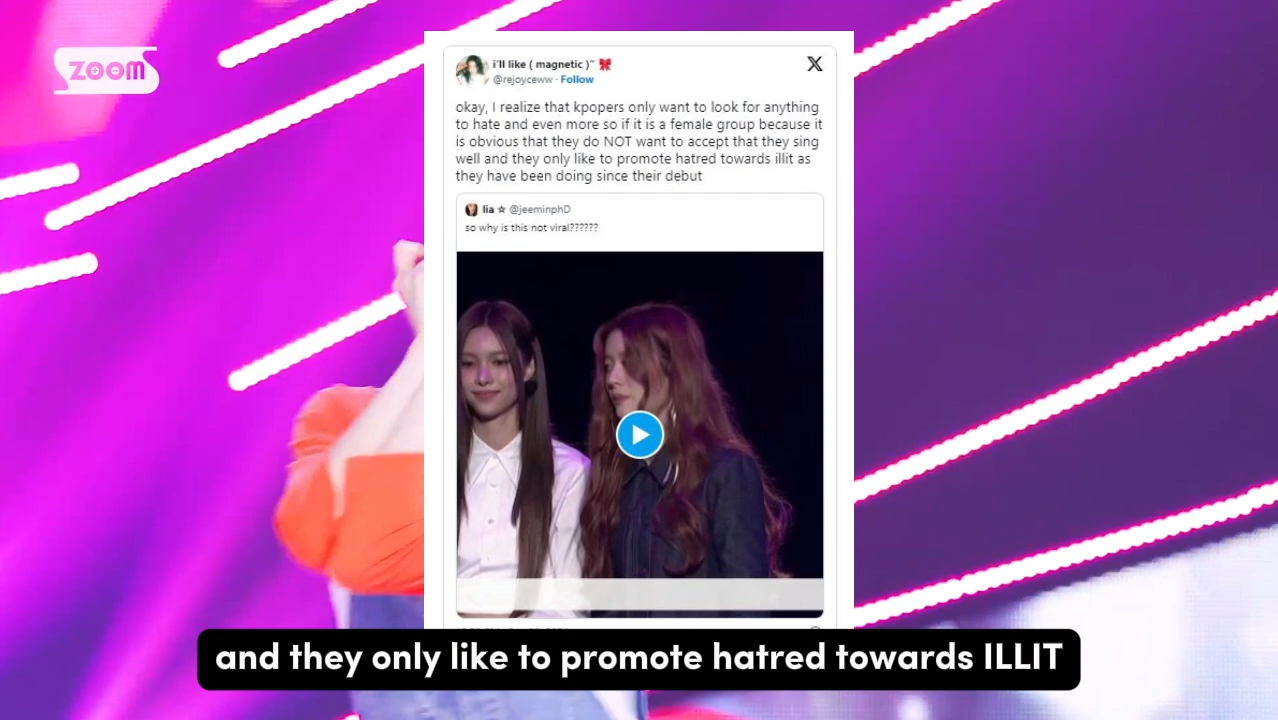 ZOOM
i'll like ( magnetic )" 🎀
@rejoyceww · Follow
okay, I realize that kpopers only want to look for anything
to hate and even more so if it is a female group because it
is obvious that they do NOT want to accept that they sing
well and they only like to promote hatred towards illit as
they have been doing since their debut
lia ☆ @jeeminphD
so why is this not viral??????
and they only like to promote hatred towards ILLIT